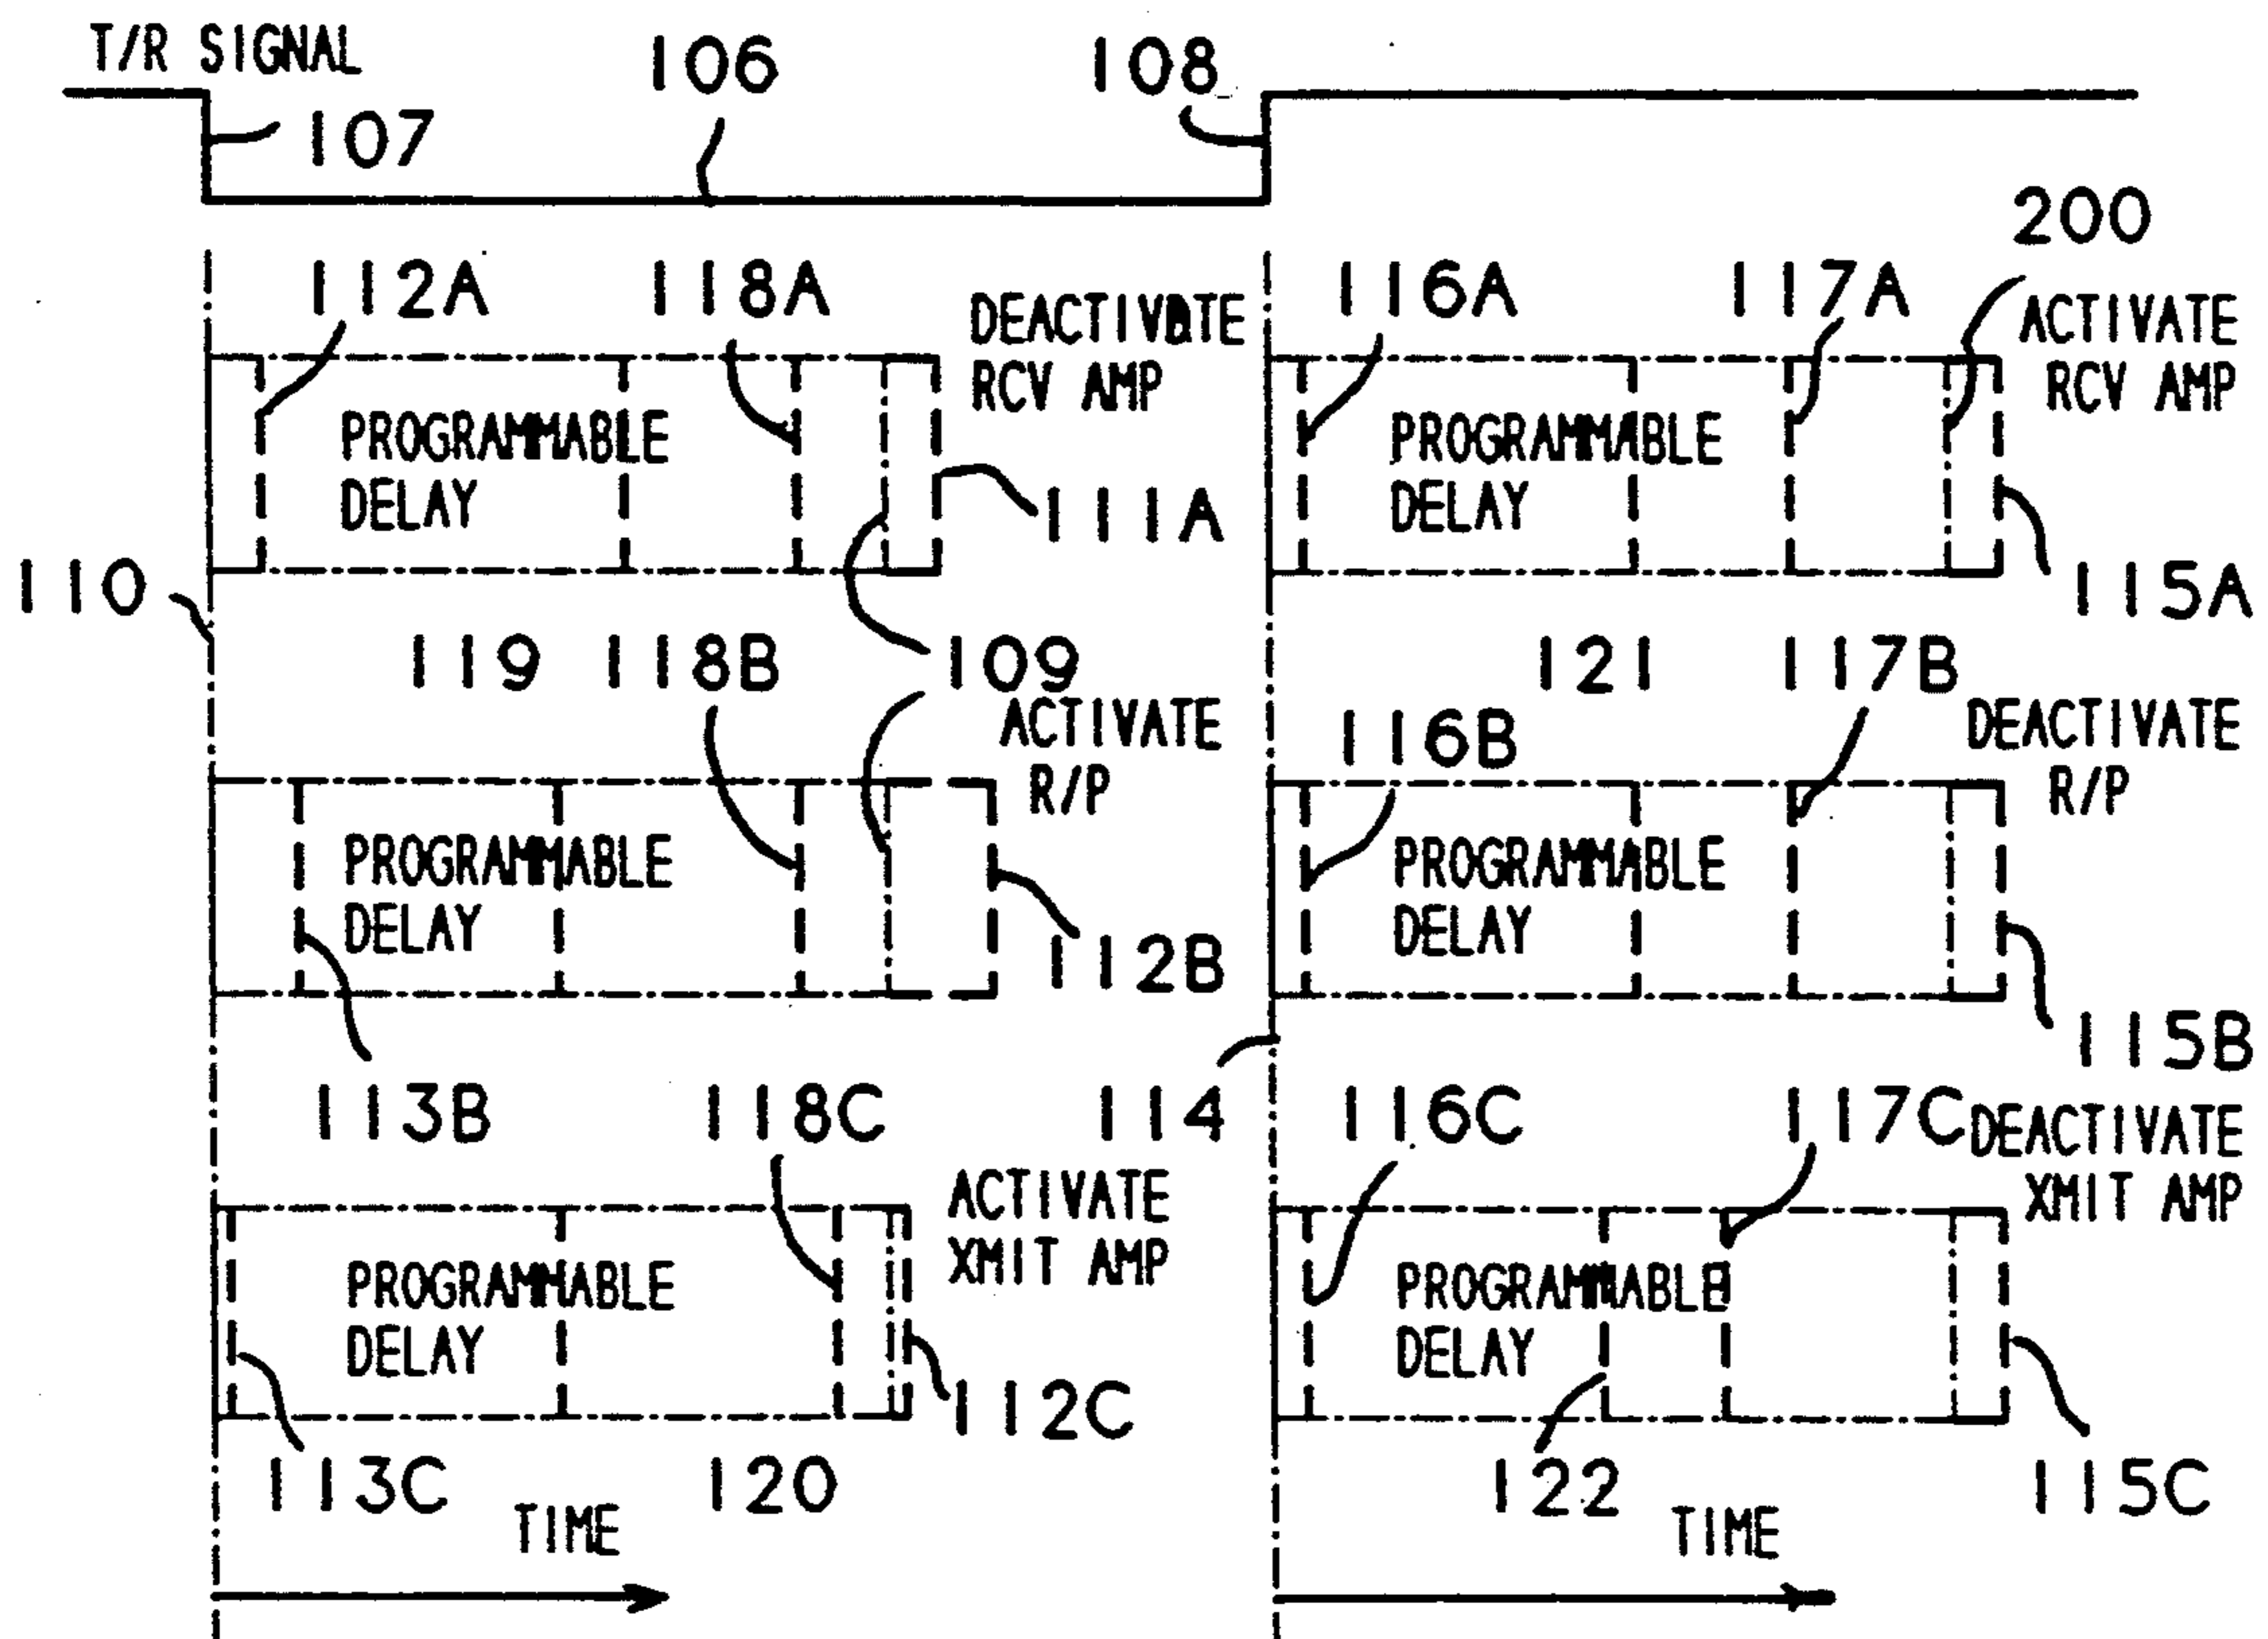 T/R SIGNAL
106
108
107
200
112A
118A
DEACTIVATE
RCV AMP
116A
117A
ACTIVATE
RCV AMP
PROGRAMMABLE
DELAY
111A
PROGRAMMABLE
DELAY
115A
110
119
118B
109
ACTIVATE
R/P
121
117B
116B
DEACTIVATE
R/P
PROGRAMMABLE
DELAY
112B
PROGRAMMABLE
DELAY
115B
113B
118C
114
116C
117C
DEACTIVATE
XMIT AMP
ACTIVATE
XMIT AMP
PROGRAMMABLE
DELAY
112C
PROGRAMMABLE
DELAY
113C
120
122
115C
TIME
TIME